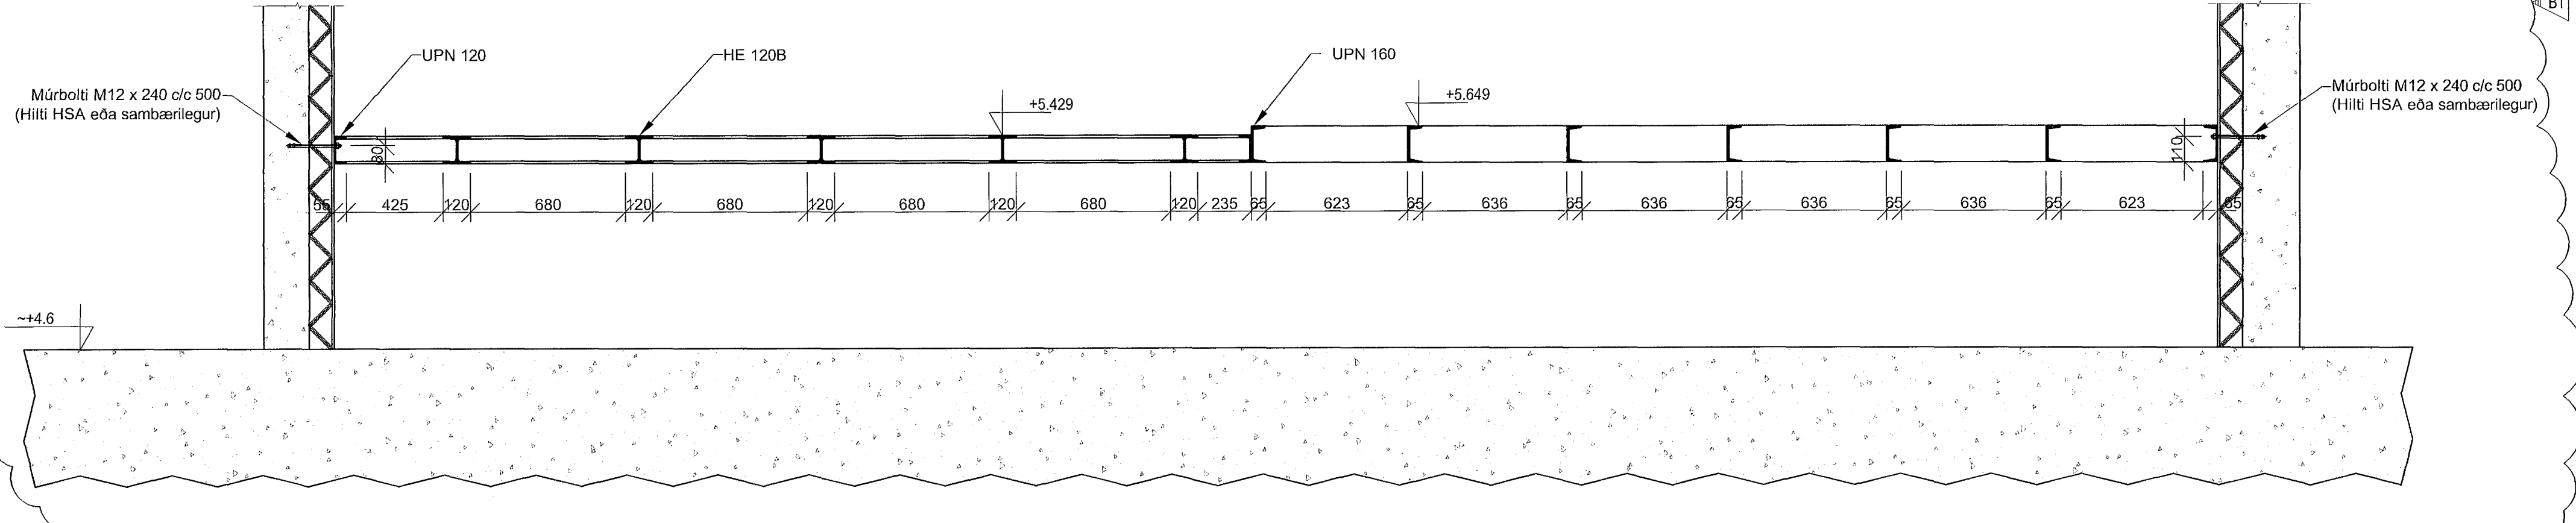 B1
UPN 120
HE 120B
UPN 160
Múrbolti M12 x 240 c/c 500
(Hilti HSA eða sambærilegur)
+5.429
+5.649
Múrbolti M12 x 240 c/c 500
(Hilti HSA eða sambærilegur)
80
110
55 425 120 680 120 680 120 680 120 680 120 235 65 623 65 636 65 636 65 636 65 636 65 623 65
~+4.6